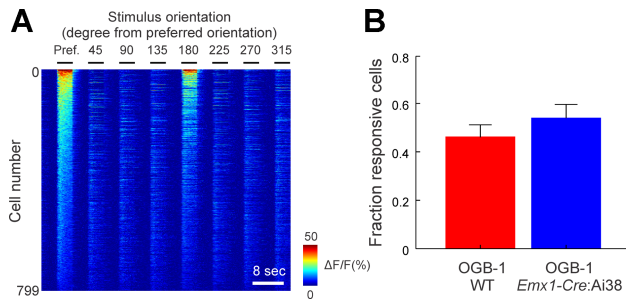 A
Stimulus orientation
(degree from preferred orientation)
Pref. 45 90 135 180 225 270 315
0
Cell number
799
8 sec
50
ΔF/F(%)
0
B
Fraction responsive cells
0.8
0.6
0.4
0.2
0
OGB-1
WT
OGB-1
Emx1-Cre:Ai38